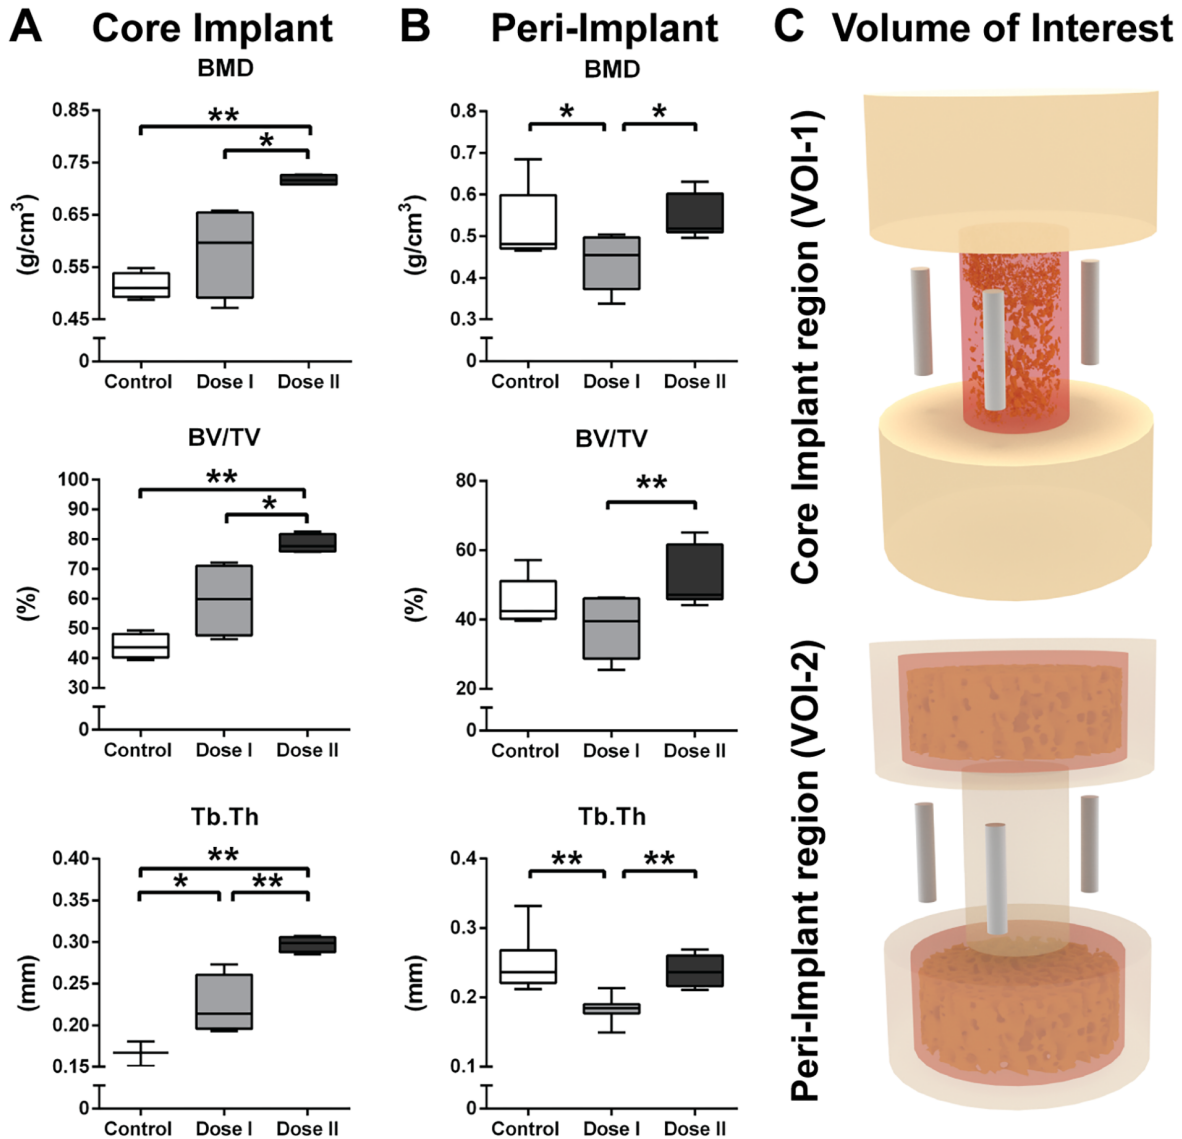 A Core Implant
BMD
(g/cm³)
0.85
0.75
0.65
0.55
0.45
0
** 
*
Control Dose I Dose II
BV/TV
(%)
100
90
80
70
60
50
40
30
0
**
*
Control Dose I Dose II
Tb.Th
(mm)
0.40
0.35
0.30
0.25
0.20
0.15
0
**
* **
Control Dose I Dose II
B Peri-Implant
BMD
(g/cm³)
0.8
0.7
0.6
0.5
0.4
0.3
0
* *
Control Dose I Dose II
BV/TV
(%)
80
60
40
20
0
**
Control Dose I Dose II
Tb.Th
(mm)
0.4
0.3
0.2
0.1
0
** **
Control Dose I Dose II
C Volume of Interest
Core Implant region (VOI-1)
Peri-Implant region (VOI-2)